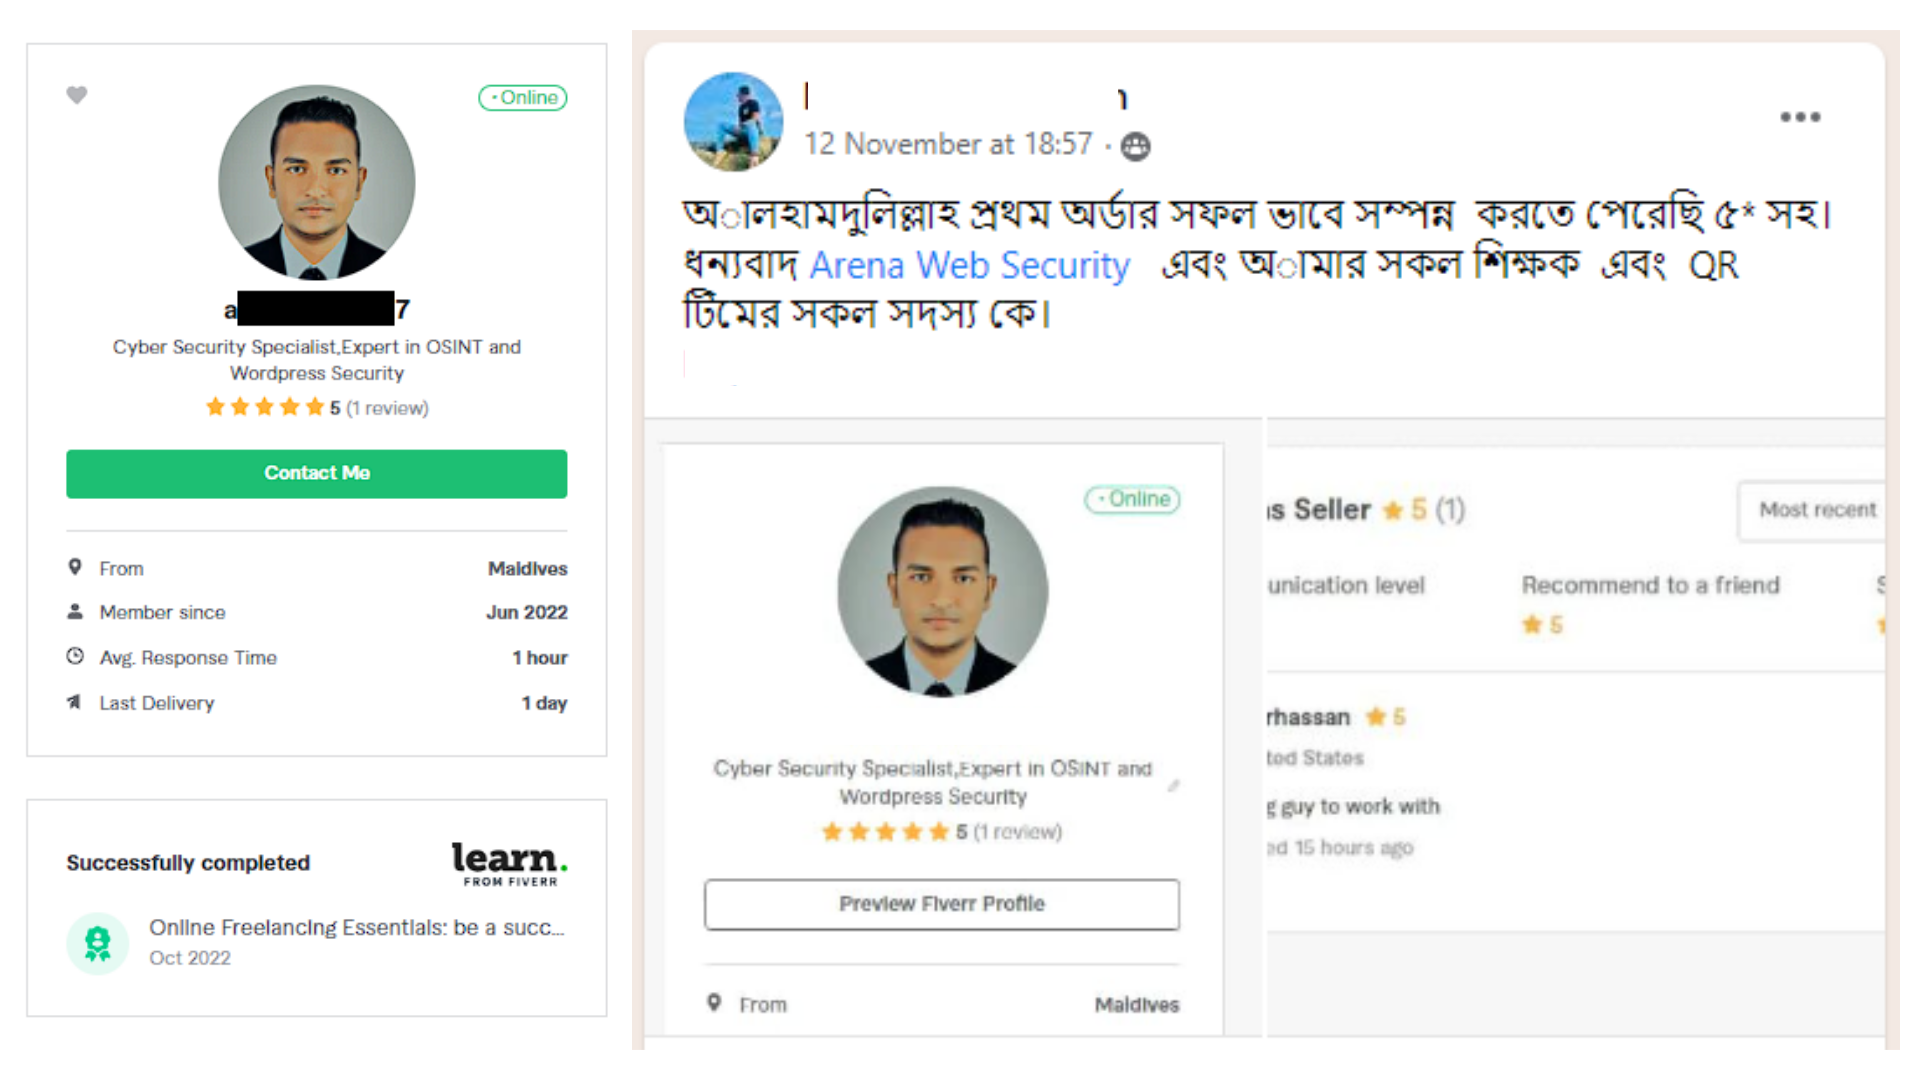 Online
a 7
Cyber Security Specialist,Expert in OSINT and
Wordpress Security
5 (1 review)
Contact Me
From Maldives
Member since Jun 2022
Avg. Response Time 1 hour
Last Delivery 1 day
Successfully completed
learn.
FROM FIVERR
Online Freelancing Essentials: be a succ...
Oct 2022
12 November at 18:57 ·
অালহামদুলিল্লাহ প্রথম অর্ডার সফল ভাবে সম্পন্ন করতে পেরেছি ৫* সহ।
ধন্যবাদ Arena Web Security এবং অামার সকল শিক্ষক এবং QR
টিমের সকল সদস্য কে।
Online
Cyber Security Specialist,Expert in OSINT and
Wordpress Security
5 (1 review)
Preview Fiverr Profile
From Maldives
as Seller 5 (1)
Most recent
unication level
Recommend to a friend
5
rhassan 5
ted States
g guy to work with
ed 15 hours ago